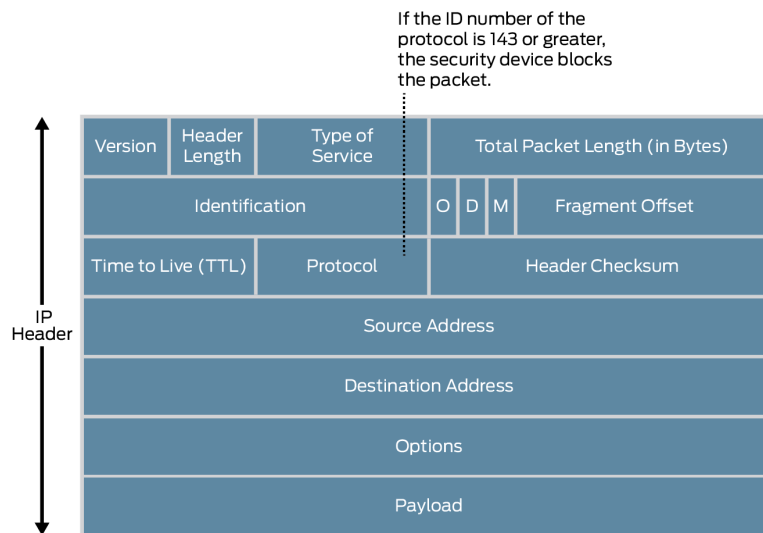 If the ID number of the
protocol is 143 or greater,
the security device blocks
the packet.
Version
Header
Length
Type of
Service
Total Packet Length (in Bytes)
Identification
O
D
M
Fragment Offset
Time to Live (TTL)
Protocol
Header Checksum
IP
Header
Source Address
Destination Address
Options
Payload